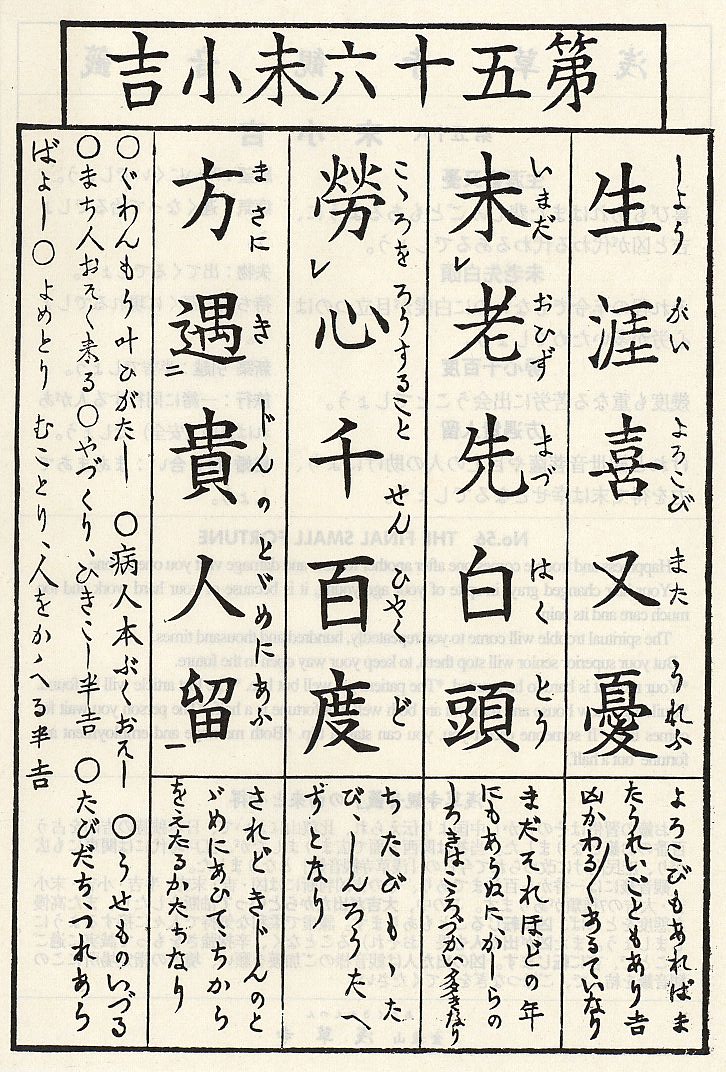 第五十六末小吉
しようがい よろこび また うれふ
生涯喜又憂
よろこびもあればま
たうれいごともあり吉
凶かわる〲あるていなり
いまだ おひず まづ はく とう
未レ老先白頭
まだそれほどの年
にもあらぬにかしらの
しろきはこゝろづかい多きなり
こゝろをろうすること せんひやくど
勞レ心千百度
ちたびもゝた
しんろうたへ
ずとなり
まさに きじんのとゞめにあふ
方遇二貴人留一
されどきじんのと
ゞめにあひてちから
をえたるかたちなり
○ぐわんもう叶ひがたし ○病人本ぶくおそし ○うせものいづる
○まち人おそく来る○やづくり、ひきこし半吉 ○たびだち、つれあら
ばよし○よめとり むことり、人をかゝへる半吉